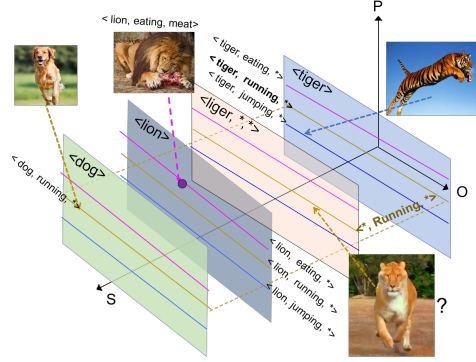 < lion, eating, meat>
P
< tiger, eating, *>
< tiger, running, *>
< tiger, jumping, *>
<tiger>
<tiger, *,*>
<lion>
<dog>
< dog, running, *>
O
<*, Running, *>
< lion, eating, *>
< lion, running, *>
< lion, jumping, *>
S
?